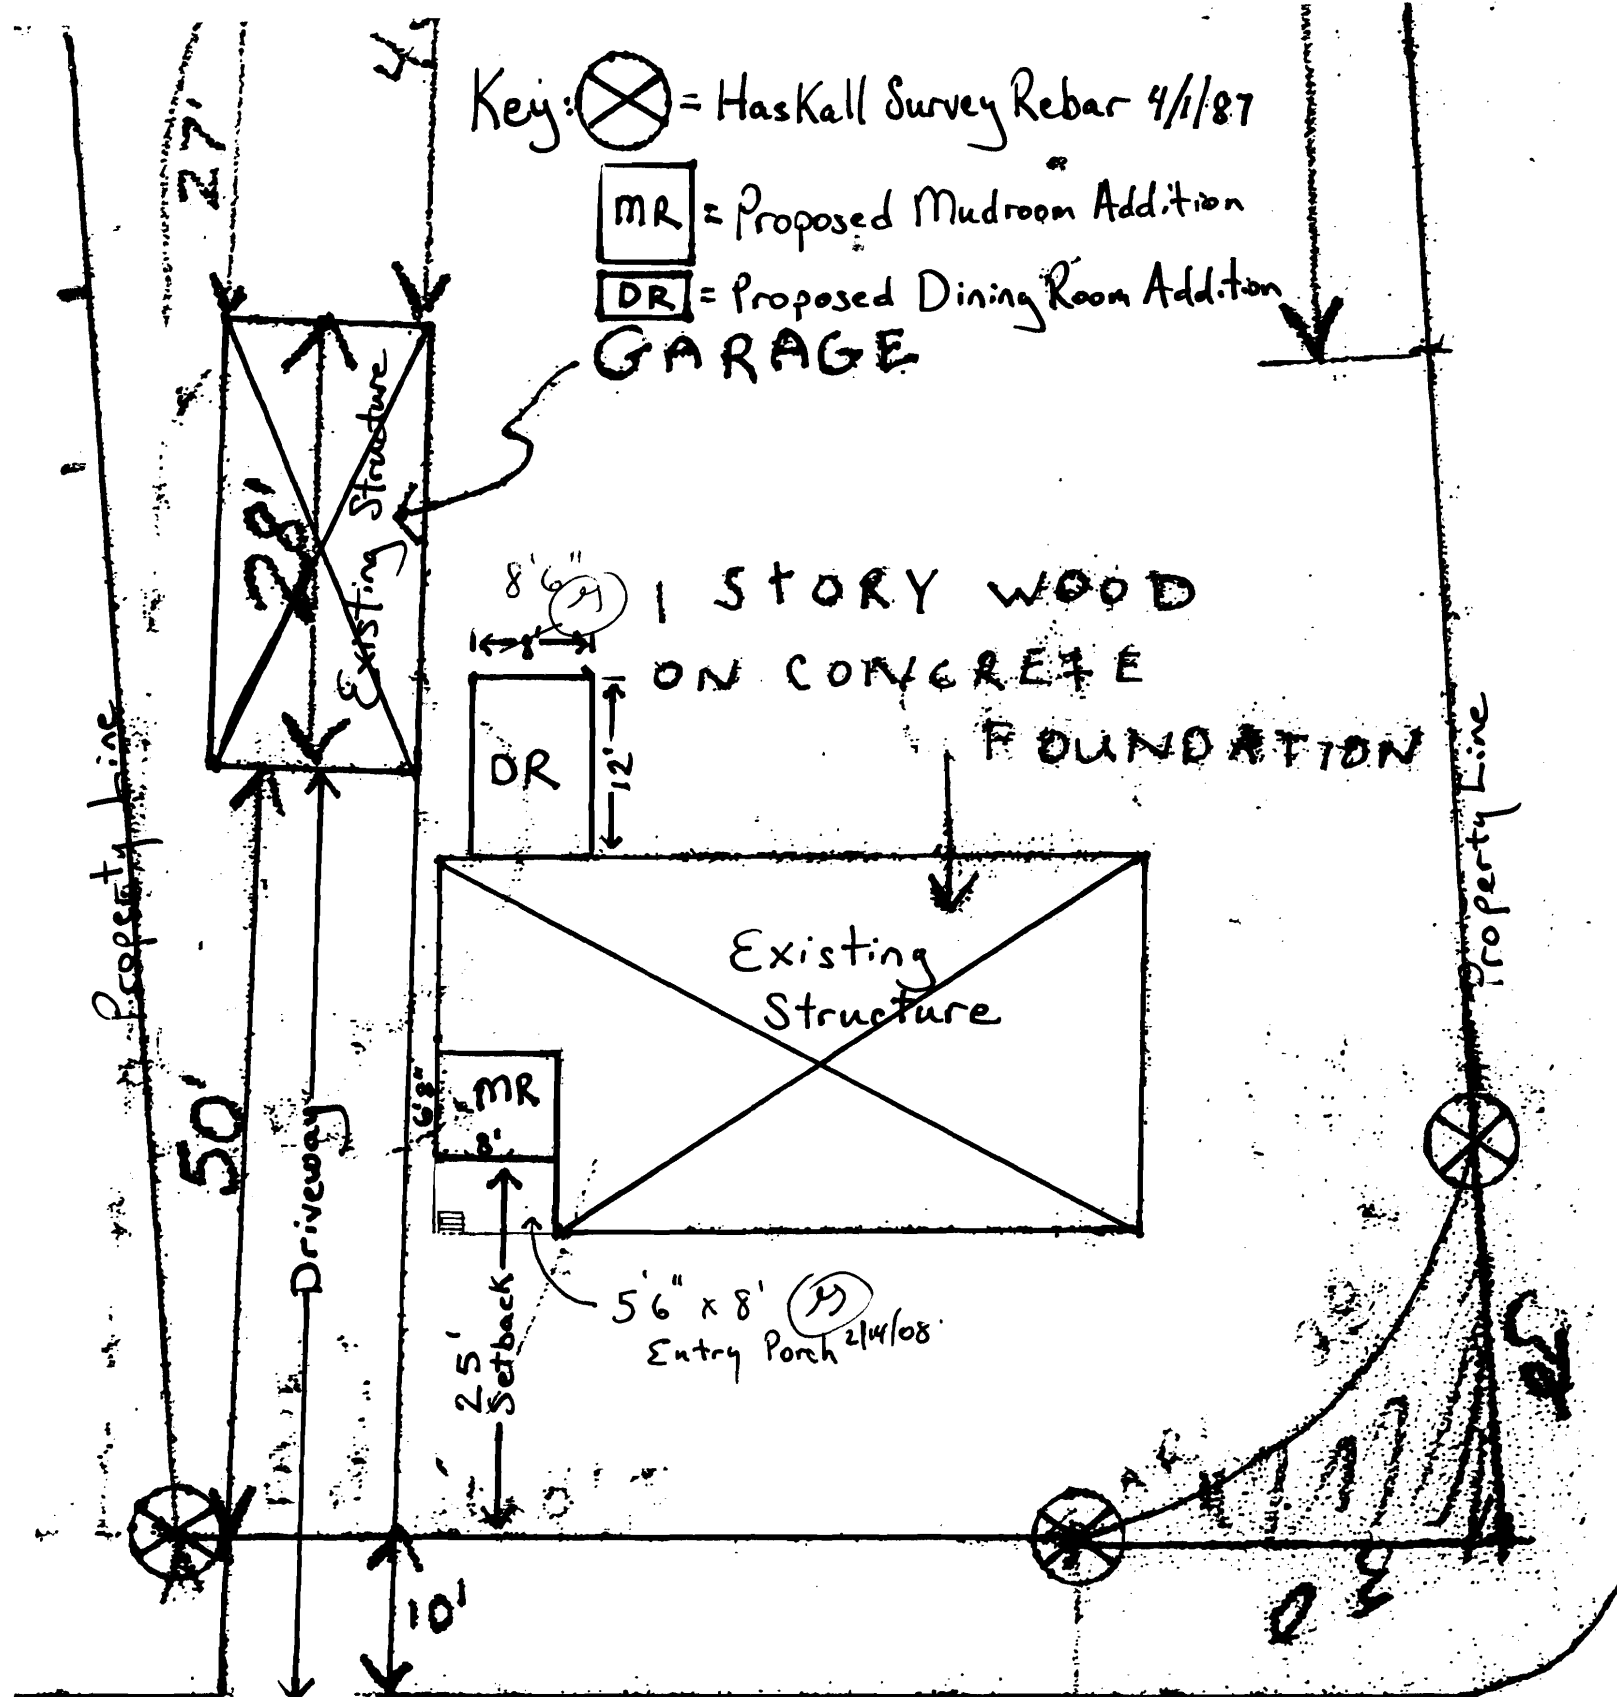 Key: = Haskall Survey Rebar 4/1/87
MR = Proposed Mudroom Addition
DR = Proposed Dining Room Addition
GARAGE
27'
28'
Existing Structure
8'6"
8'
1 STORY WOOD
ON CONCRETE
FOUNDATION
DR
12'
Property Line
Property Line
Existing
Structure
MR
6'8"
8'
50'
Driveway
25'
Setback
5'6" x 8'
Entry Porch 2/14/08
10'